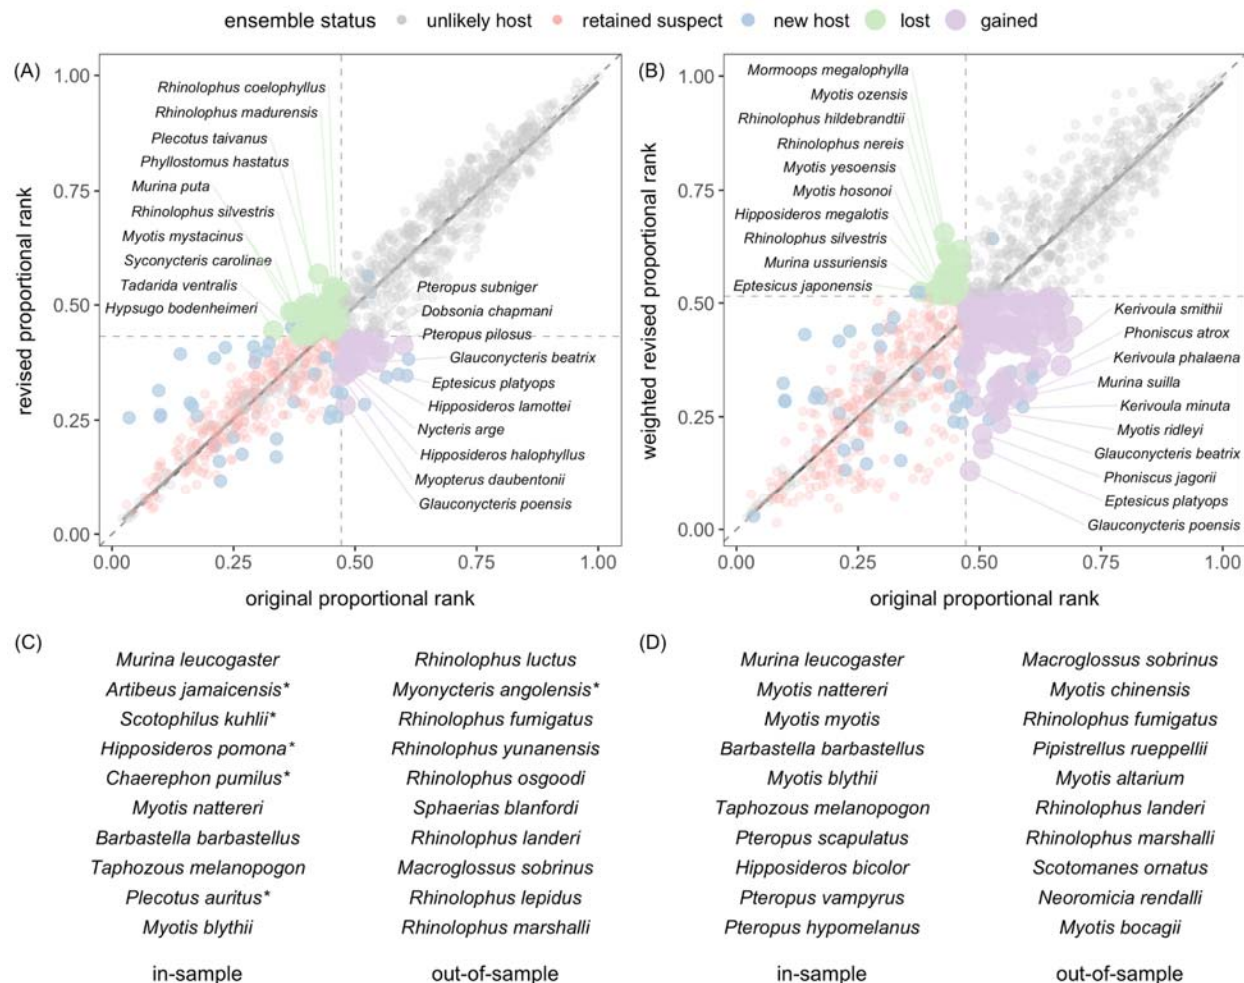 ensemble status unlikely host retained suspect new host lost gained
(A)
revised proportional rank
1.00
0.75
0.50
0.25
0.00
Rhinolophus coelophyllus
Rhinolophus madurensis
Plecotus taivanus
Phyllostomus hastatus
Murina puta
Rhinolophus silvestris
Myotis mystacinus
Syconycteris carolinae
Tadarida ventralis
Hypsugo bodenheimeri
Pteropus subniger
Dobsonia chapmani
Pteropus pilosus
Glauconycteris beatrix
Eptesicus platyops
Hipposideros lamottei
Nycteris arge
Hipposideros halophyllus
Myopterus daubentonii
Glauconycteris poensis
0.00 0.25 0.50 0.75 1.00
original proportional rank
(B)
weighted revised proportional rank
1.00
0.75
0.50
0.25
0.00
Mormoops megalophylla
Myotis ozensis
Rhinolophus hildebrandtii
Rhinolophus nereis
Myotis yesoensis
Myotis hosonoi
Hipposideros megalotis
Rhinolophus silvestris
Murina ussuriensis
Eptesicus japonensis
Kerivoula smithii
Phoniscus atrox
Kerivoula phalaena
Murina suilla
Kerivoula minuta
Myotis ridleyi
Glauconycteris beatrix
Phoniscus jagorii
Eptesicus platyops
Glauconycteris poensis
0.00 0.25 0.50 0.75 1.00
original proportional rank
(C)
Murina leucogaster
Artibeus jamaicensis*
Scotophilus kuhlii*
Hipposideros pomona*
Chaerephon pumilus*
Myotis nattereri
Barbastella barbastellus
Taphozous melanopogon
Plecotus auritus*
Myotis blythii
in-sample
Rhinolophus luctus
Myonycteris angolensis*
Rhinolophus fumigatus
Rhinolophus yunanensis
Rhinolophus osgoodi
Sphaerias blanfordi
Rhinolophus landeri
Macroglossus sobrinus
Rhinolophus lepidus
Rhinolophus marshalli
out-of-sample
(D)
Murina leucogaster
Myotis nattereri
Myotis myotis
Barbastella barbastellus
Myotis blythii
Taphozous melanopogon
Pteropus scapulatus
Hipposideros bicolor
Pteropus vampyrus
Pteropus hypomelanus
in-sample
Macroglossus sobrinus
Myotis chinensis
Rhinolophus fumigatus
Pipistrellus rueppellii
Myotis altarium
Rhinolophus landeri
Rhinolophus marshalli
Scotomanes ornatus
Neoromicia rendalli
Myotis bocagii
out-of-sample